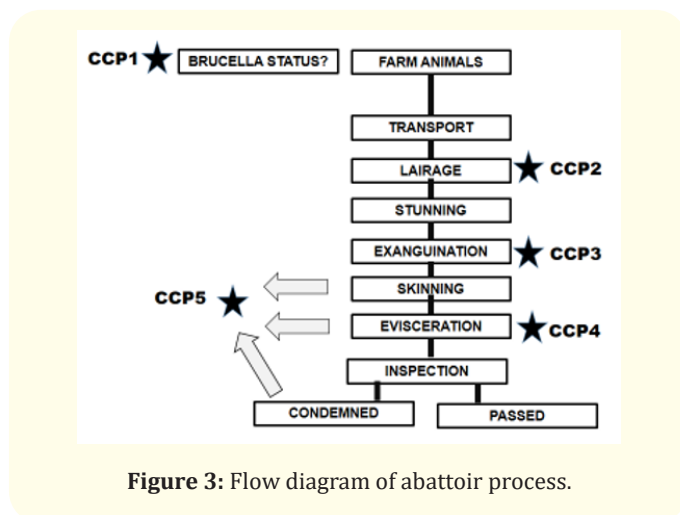 CCP1 BRUCELLA STATUS? FARM ANIMALS
TRANSPORT
LAIRAGE CCP2
STUNNING
EXANGUINATION CCP3
SKINNING
CCP5
EVISCERATION CCP4
INSPECTION
CONDEMNED PASSED
Figure 3: Flow diagram of abattoir process.